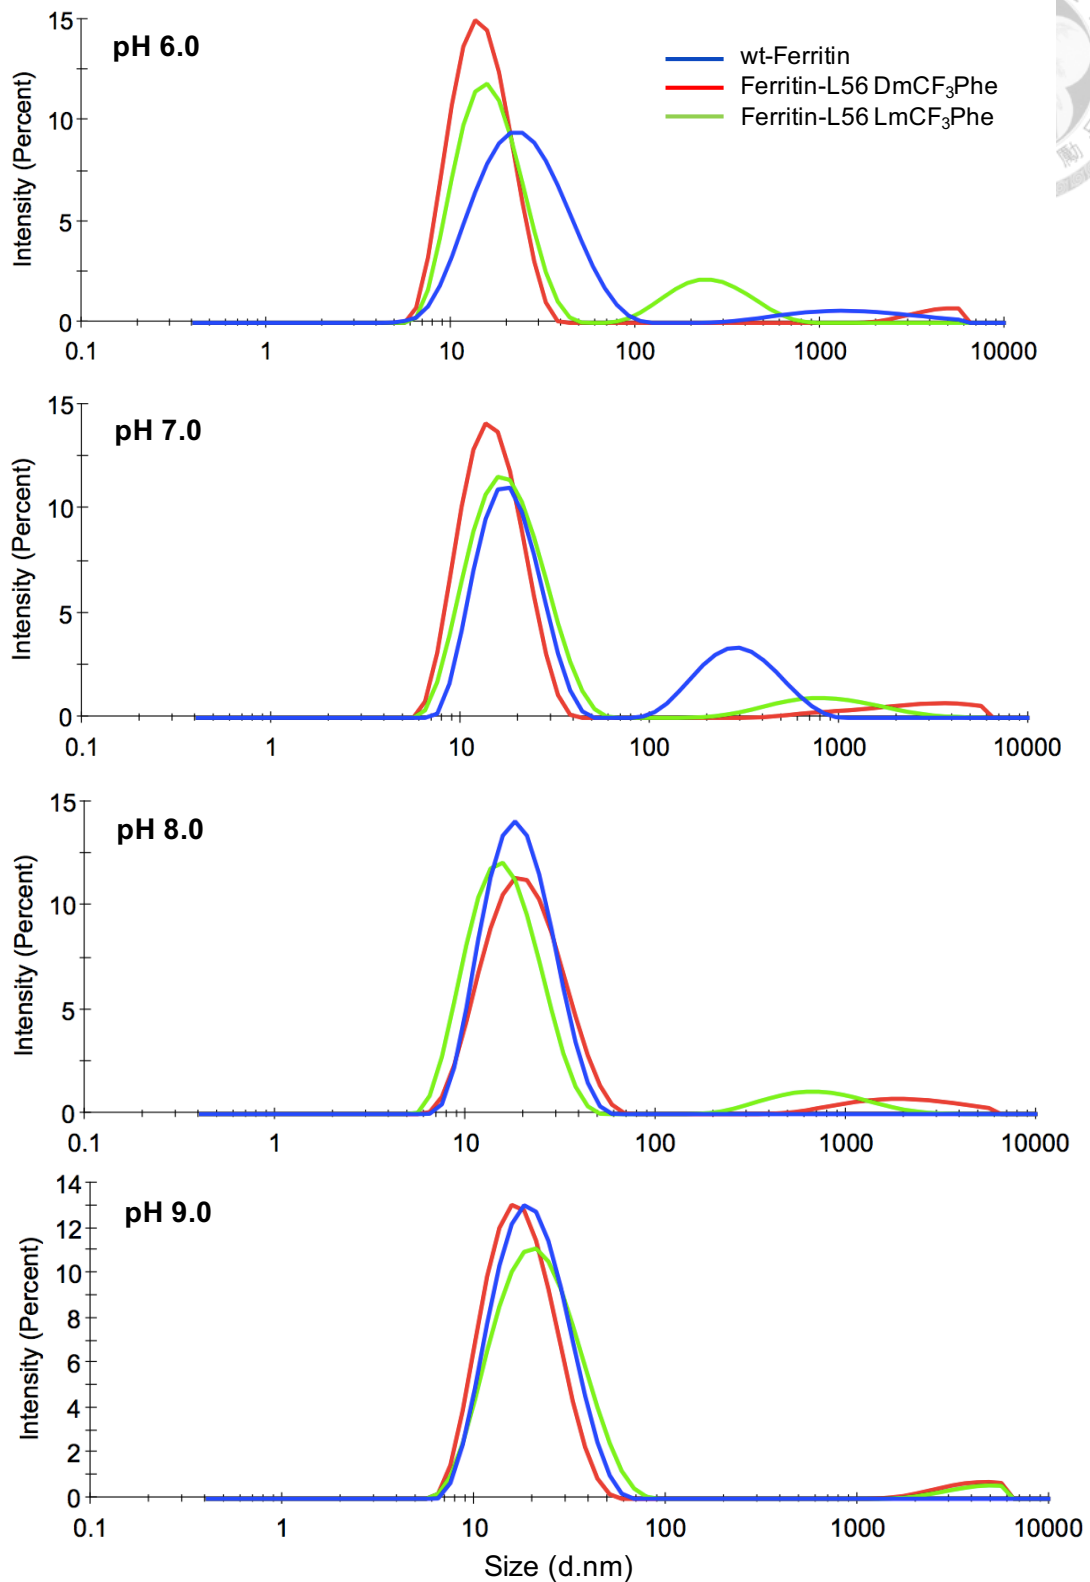 15
pH 6.0
wt-Ferritin
Ferritin-L56 DmCF₃Phe
Ferritin-L56 LmCF₃Phe
10
5
0
Intensity (Percent)
0.1 1 10 100 1000 10000
15
pH 7.0
10
5
0
Intensity (Percent)
0.1 1 10 100 1000 10000
15
pH 8.0
10
5
0
Intensity (Percent)
0.1 1 10 100 1000 10000
14
pH 9.0
12
10
8
6
4
2
0
Intensity (Percent)
0.1 1 10 100 1000 10000
Size (d.nm)